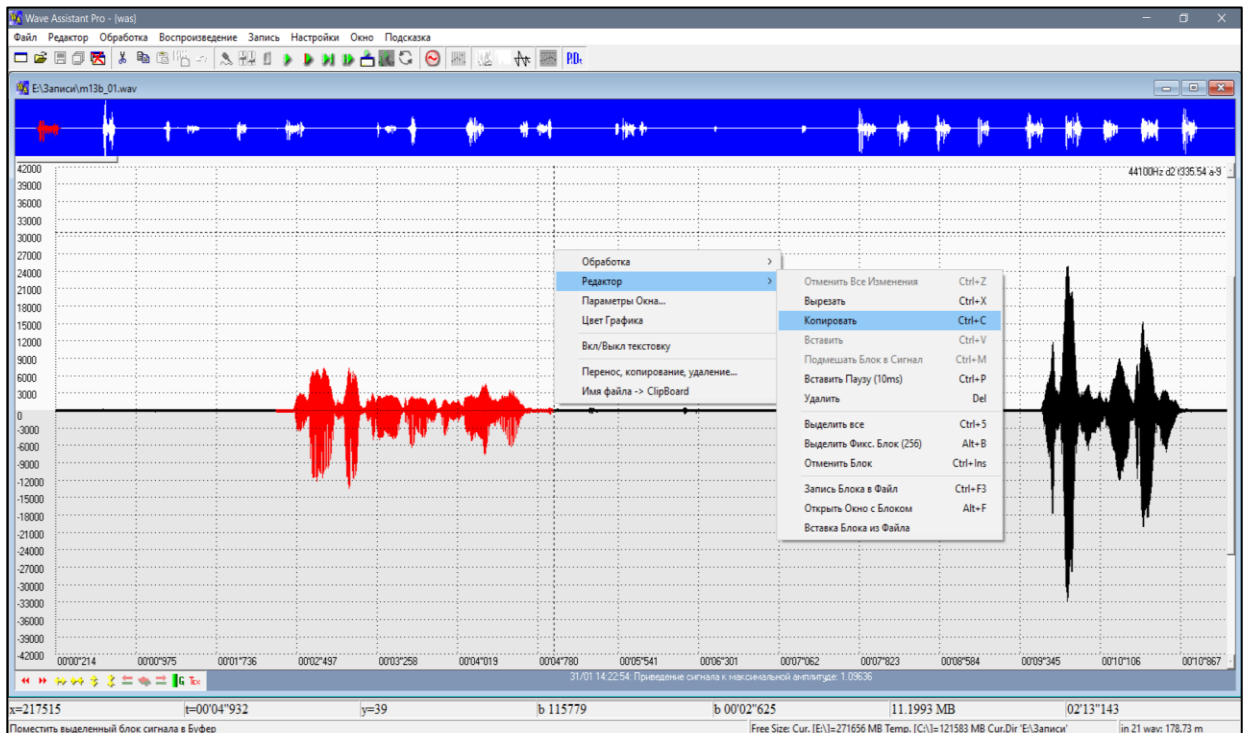 Wave Assistant Pro - (was)
Файл Редактор Обработка Воспроизведение Запись Настройки Окно Подсказка
P.D.
E:\Записи\m13b_01.wav
44100Hz d2 t335.54 a-9
42000
39000
36000
33000
30000
27000
24000
21000
18000
15000
12000
9000
6000
3000
0
-3000
-6000
-9000
-12000
-15000
-18000
-21000
-24000
-27000
-30000
-33000
-36000
-39000
-42000
Обработка
Редактор
Параметры Окна...
Цвет Графика
Вкл/Выкл текстовку
Перенос, копирование, удаление...
Имя файла -> ClipBoard
Отменить Все Изменения Ctrl+Z
Вырезать Ctrl+X
Копировать Ctrl+C
Вставить Ctrl+V
Подмешать Блок в Сигнал Ctrl+M
Вставить Паузу (10ms) Ctrl+P
Удалить Del
Выделить все Ctrl+5
Выделить Фикс. Блок (256) Alt+B
Отменить Блок Ctrl+Ins
Запись Блока в Файл Ctrl+F3
Открыть Окно с Блоком Alt+F
Вставка Блока из Файла
00'00"214 00'00"975 00'01"736 00'02"497 00'03"258 00'04"019 00'04"780 00'05"541 00'06"301 00'07"062 00'07"823 00'08"584 00'09"345 00'10"106 00'10"867
G Tex
31/01 14:22:54: Приведение сигнала к максимальной амплитуде: 1.09636
x=217515 t=00'04"932 y=39 b 115779 b 00'02"625 11.1993 MB 02'13"143
Поместить выделенный блок сигнала в Буфер Free Size: Cur. [E:\]=271656 MB Temp. [C:\]=121583 MB Cur.Dir 'E:\Записи' in 21 wav: 178.73 m